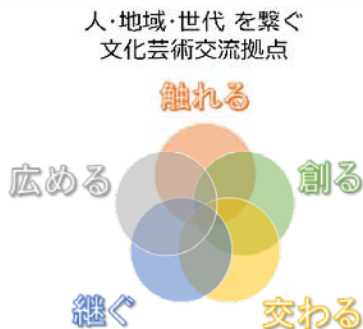 人・地域・世代 を繋ぐ
文化芸術交流拠点
触れる
広める
創る
継ぐ
交わる